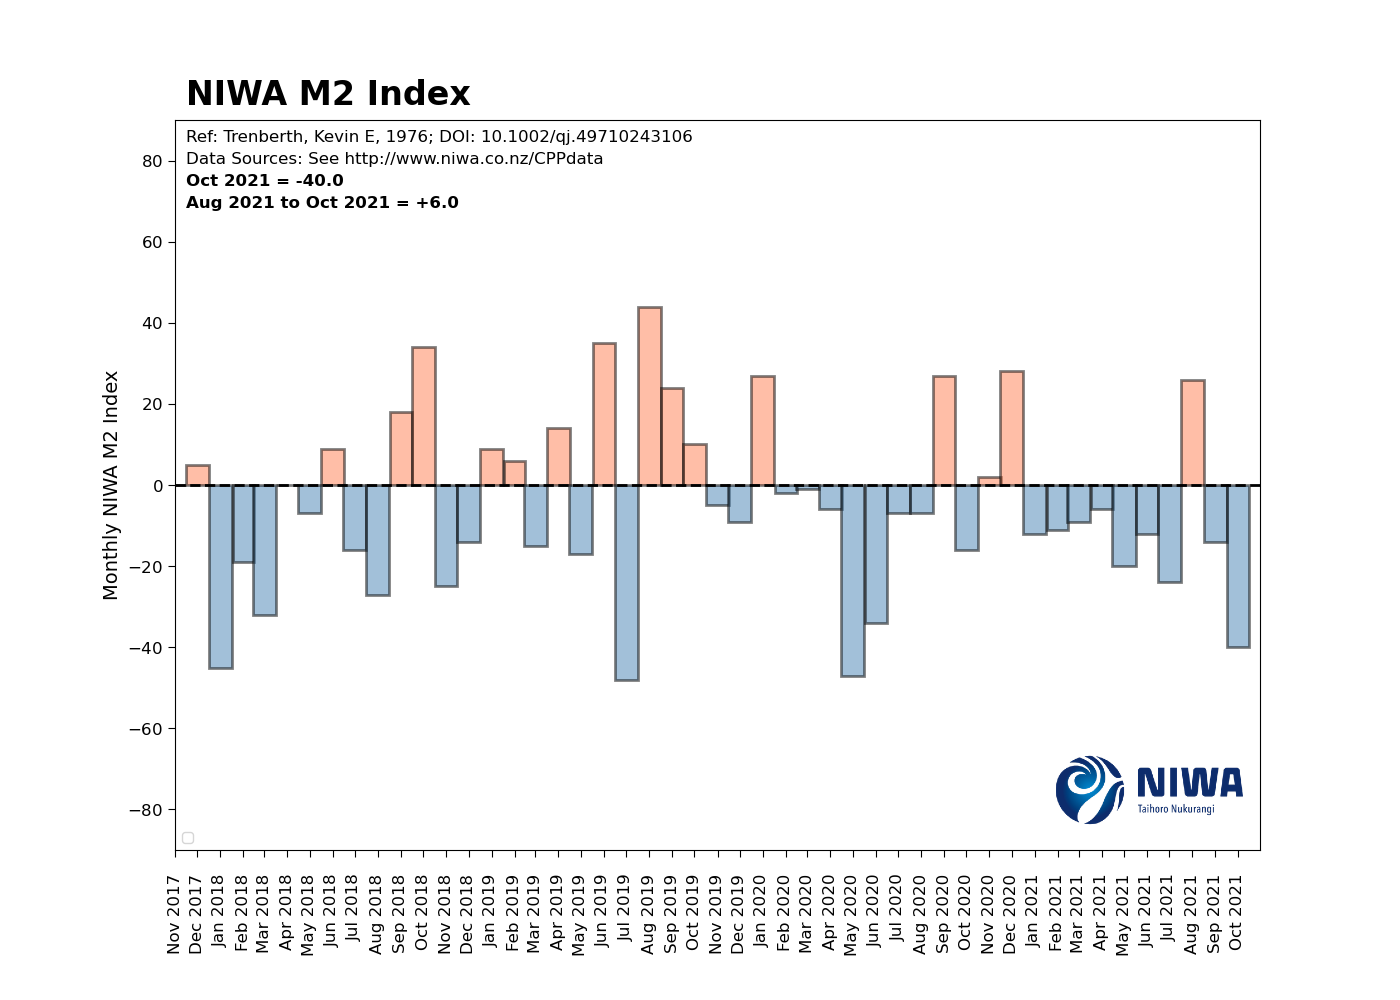 NIWA M2 Index
Ref: Trenberth, Kevin E, 1976; DOI: 10.1002/qj.49710243106
Data Sources: See http://www.niwa.co.nz/CPPdata
Oct 2021 = -40.0
Aug 2021 to Oct 2021 = +6.0
Monthly NIWA M2 Index
80
60
40
20
0
−20
−40
−60
−80
NIWA
Taihoro Nukurangi
Nov 2017
Dec 2017
Jan 2018
Feb 2018
Mar 2018
Apr 2018
May 2018
Jun 2018
Jul 2018
Aug 2018
Sep 2018
Oct 2018
Nov 2018
Dec 2018
Jan 2019
Feb 2019
Mar 2019
Apr 2019
May 2019
Jun 2019
Jul 2019
Aug 2019
Sep 2019
Oct 2019
Nov 2019
Dec 2019
Jan 2020
Feb 2020
Mar 2020
Apr 2020
May 2020
Jun 2020
Jul 2020
Aug 2020
Sep 2020
Oct 2020
Nov 2020
Dec 2020
Jan 2021
Feb 2021
Mar 2021
Apr 2021
May 2021
Jun 2021
Jul 2021
Aug 2021
Sep 2021
Oct 2021